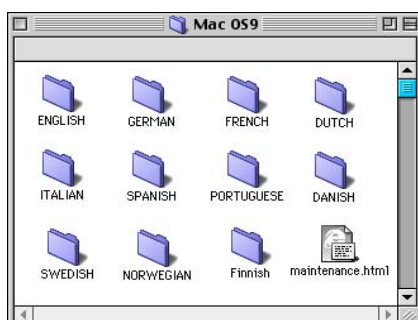 Mac OS9
ENGLISH GERMAN FRENCH DUTCH
ITALIAN SPANISH PORTUGUESE DANISH
SWEDISH NORWEGIAN Finnish maintenance.html